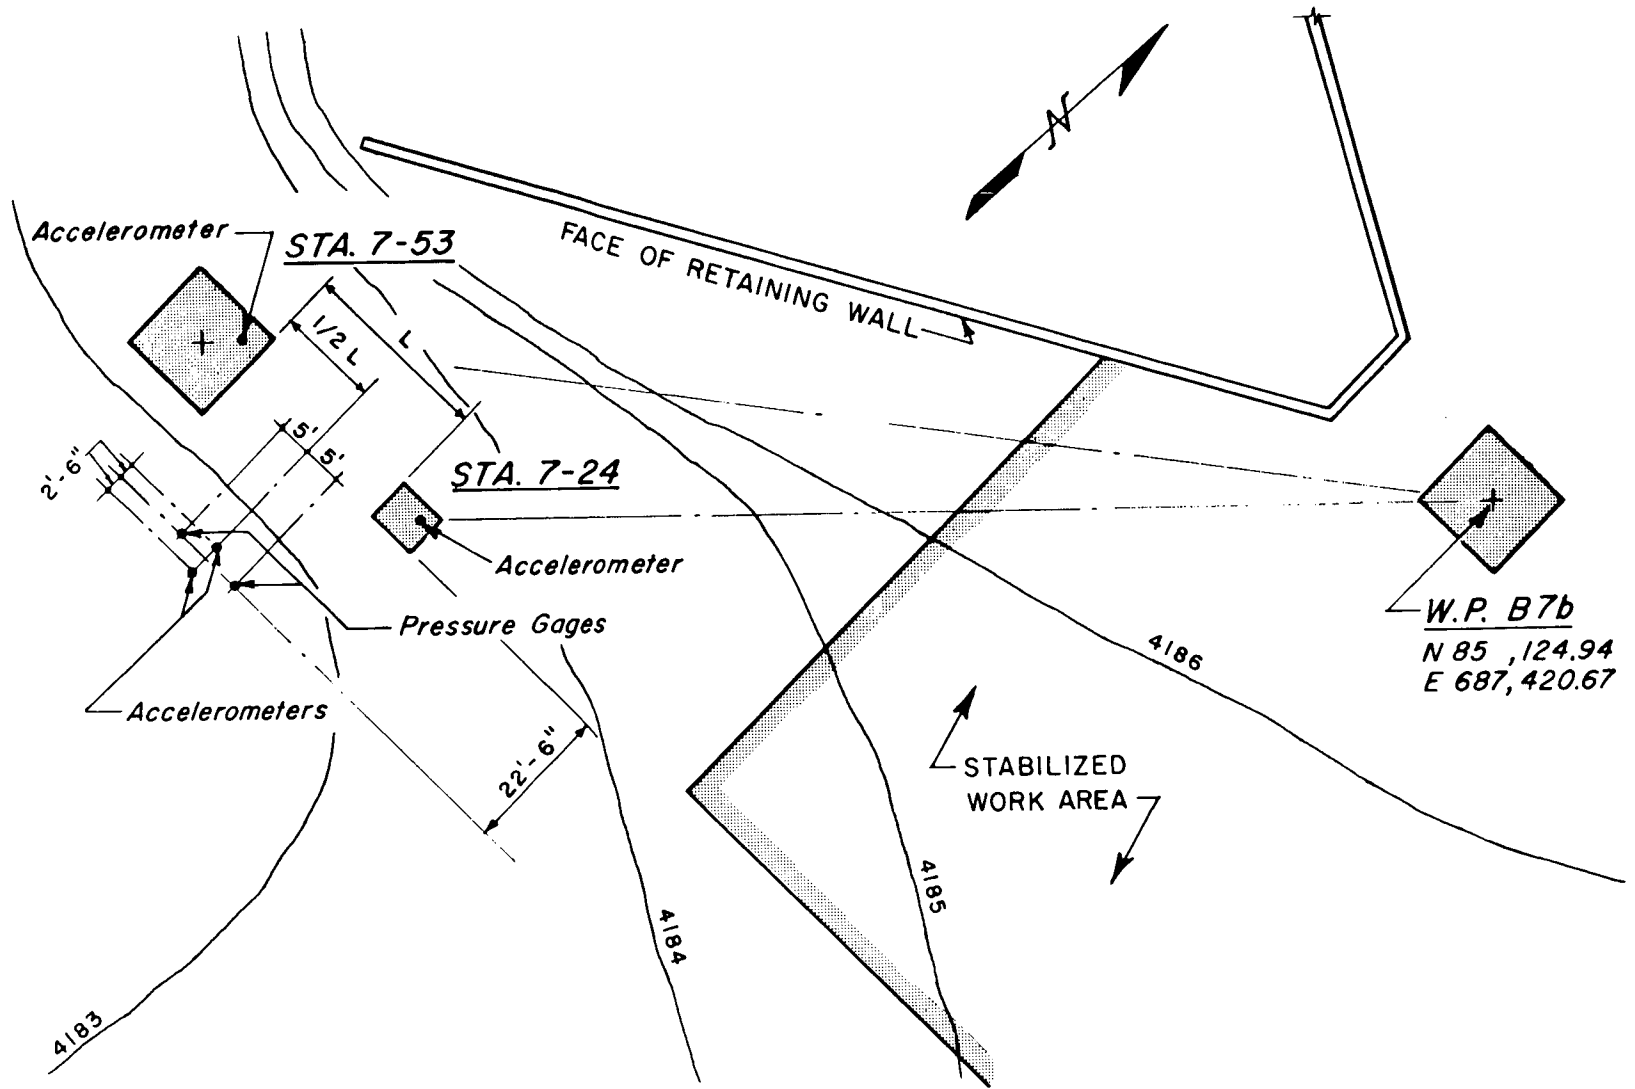 N
Accelerometer
STA. 7-53
FACE OF RETAINING WALL
L
1/2 L
5'
5'
2'-6"
STA. 7-24
Accelerometer
Pressure Gages
W.P. B7b
N 85 ,124.94
E 687,420.67
4186
Accelerometers
22'-6"
STABILIZED
WORK AREA
4185
4184
4183